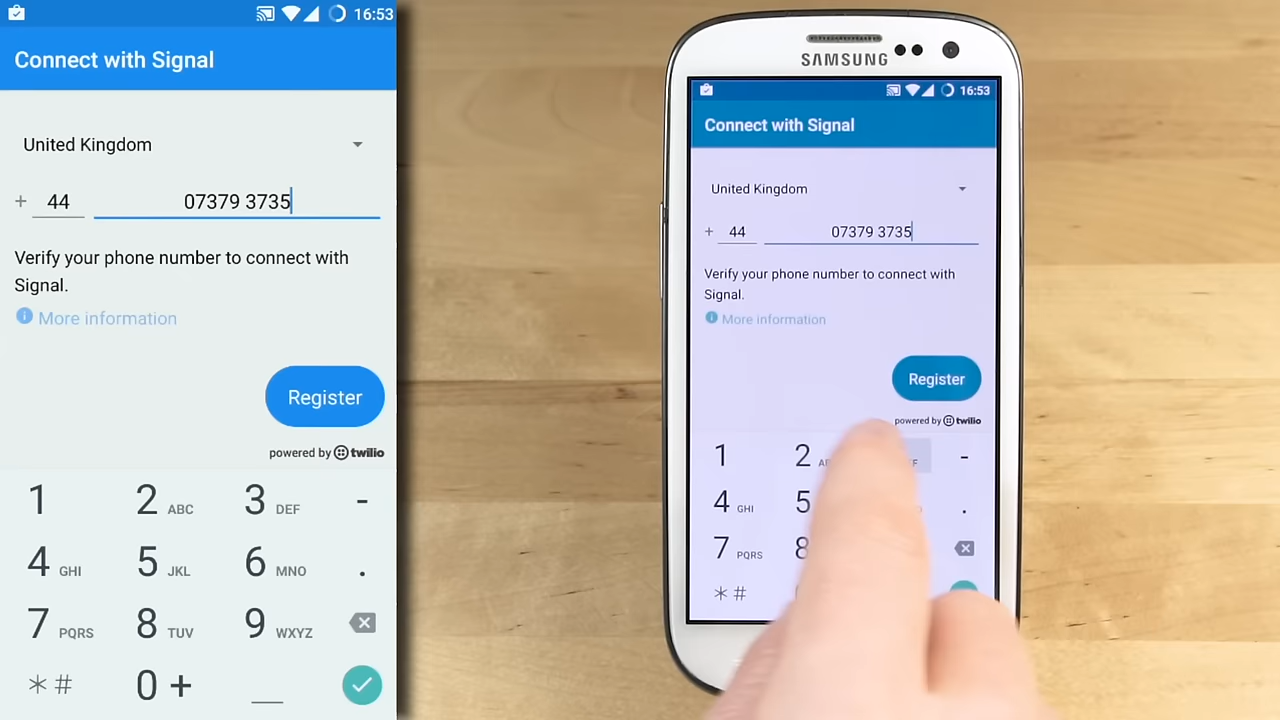 16:53
Connect with Signal
United Kingdom
+ 44 07379 3735
Verify your phone number to connect with
Signal.
More information
Register
powered by twilio
1 2 ABC 3 DEF -
4 GHI 5 JKL 6 MNO .
7 PQRS 8 TUV 9 WXYZ
* # 0 + _
SAMSUNG
16:53
Connect with Signal
United Kingdom
+ 44 07379 3735
Verify your phone number to connect with
Signal.
More information
Register
powered by twilio
1 2 -
4 GHI 5 .
7 PQRS 8
* #